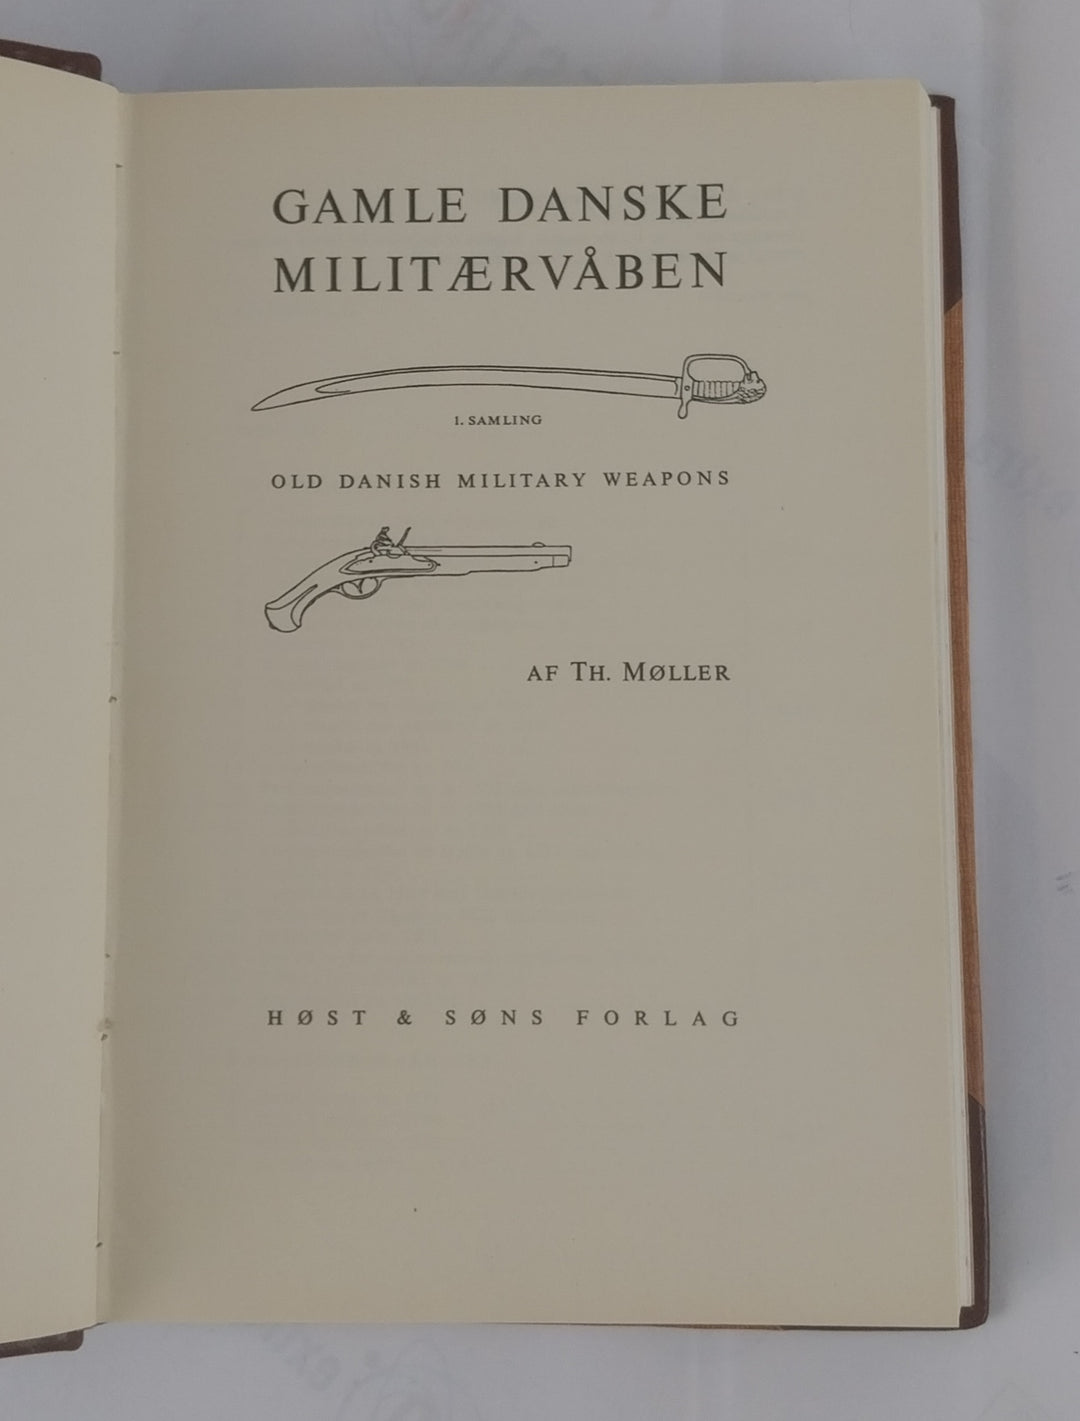 GAMLE DANSKE
MILITÆRVÅBEN
1. SAMLING
OLD DANISH MILITARY WEAPONS
AF TH. MØLLER
HØST & SØNS FORLAG